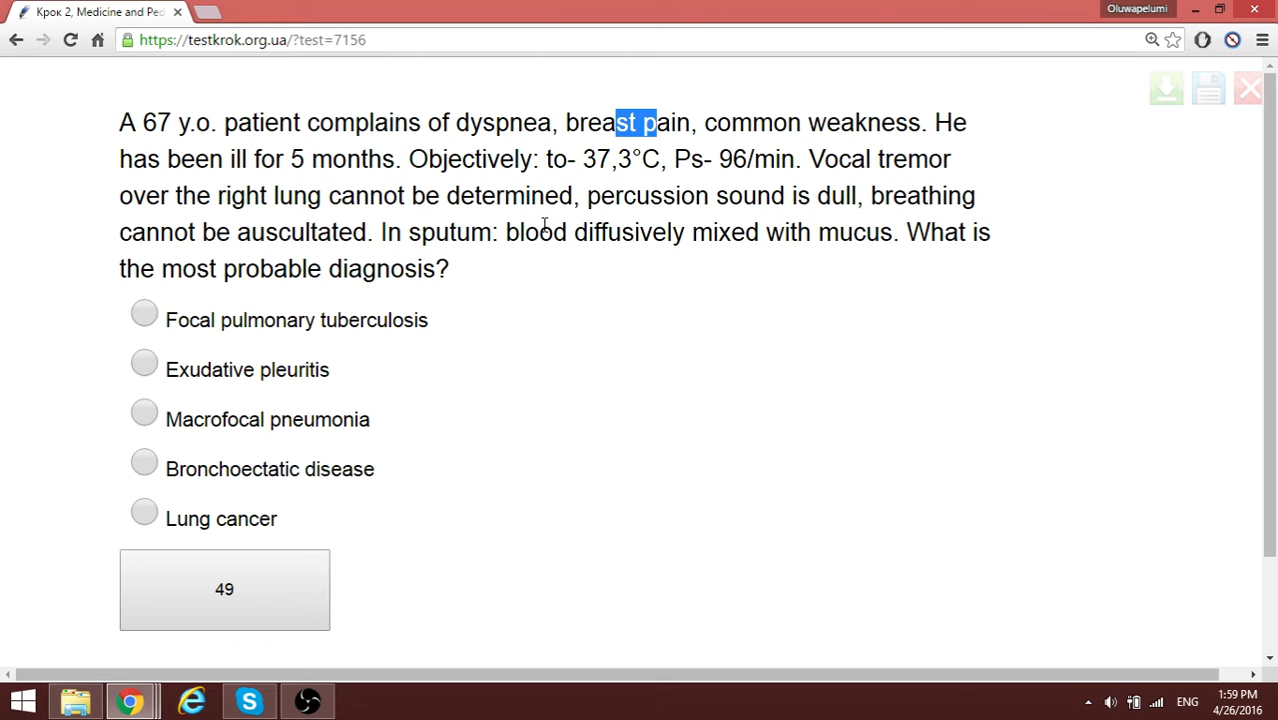 Крок 2, Medicine and Ped
Oluwapelumi
https://testkrok.org.ua/?test=7156
A 67 y.o. patient complains of dyspnea, breast pain, common weakness. He
has been ill for 5 months. Objectively: to- 37,3°C, Ps- 96/min. Vocal tremor
over the right lung cannot be determined, percussion sound is dull, breathing
cannot be auscultated. In sputum: blood diffusively mixed with mucus. What is
the most probable diagnosis?
Focal pulmonary tuberculosis
Exudative pleuritis
Macrofocal pneumonia
Bronchoectatic disease
Lung cancer
49
ENG
1:59 PM
4/26/2016